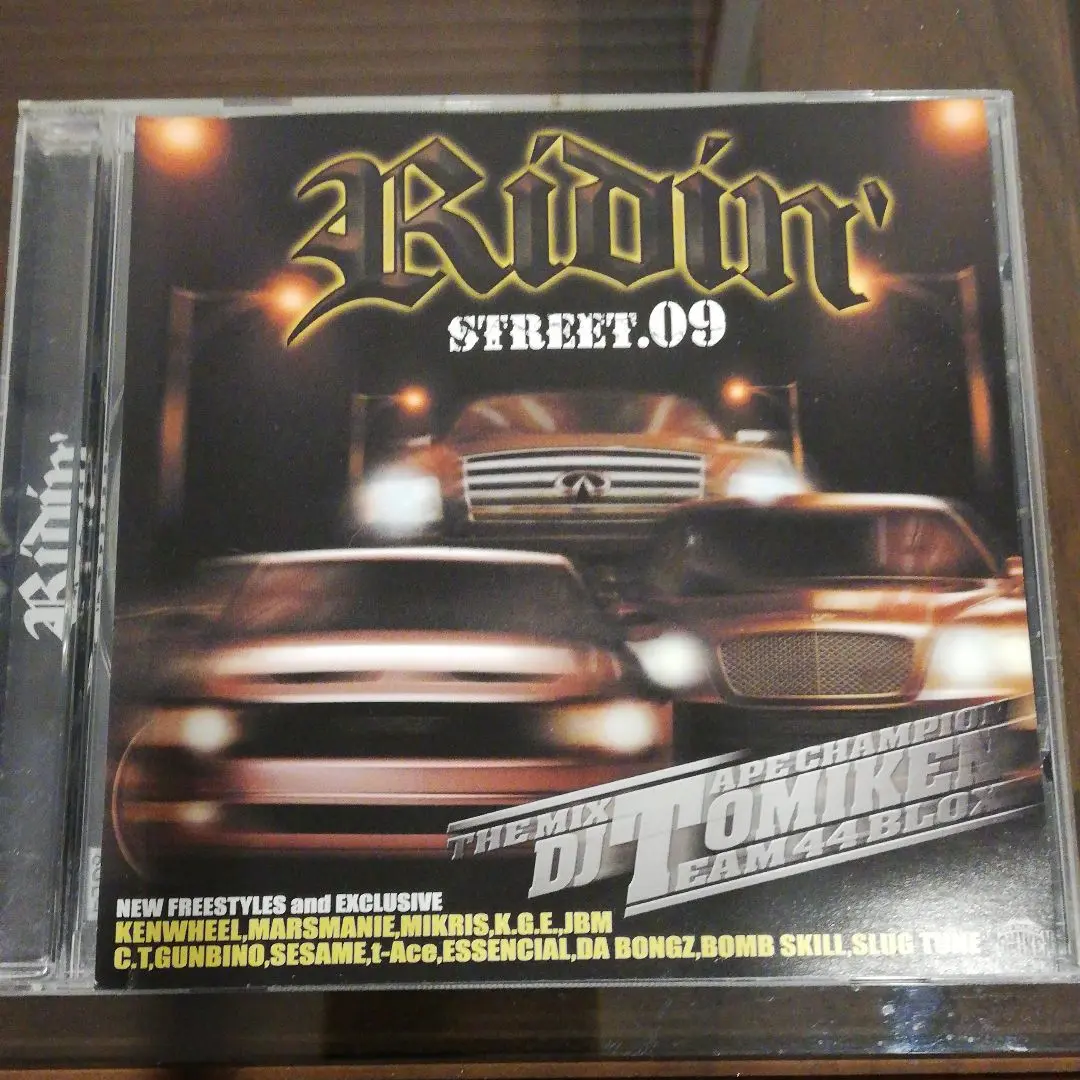 Ridin'
STREET.09
Ridin'
THE MIX TAPE CHAMPION
DJ TOMIKEN
TEAM 44 BLOX
NEW FREESTYLES and EXCLUSIVE
KENWHEEL,MARSMANIE,MIKRIS,K.G.E.,JBM
C.T,GUNBINO,SESAME,t-Ace,ESSENCIAL,DA BONGZ,BOMB SKILL,SLUG TUNE